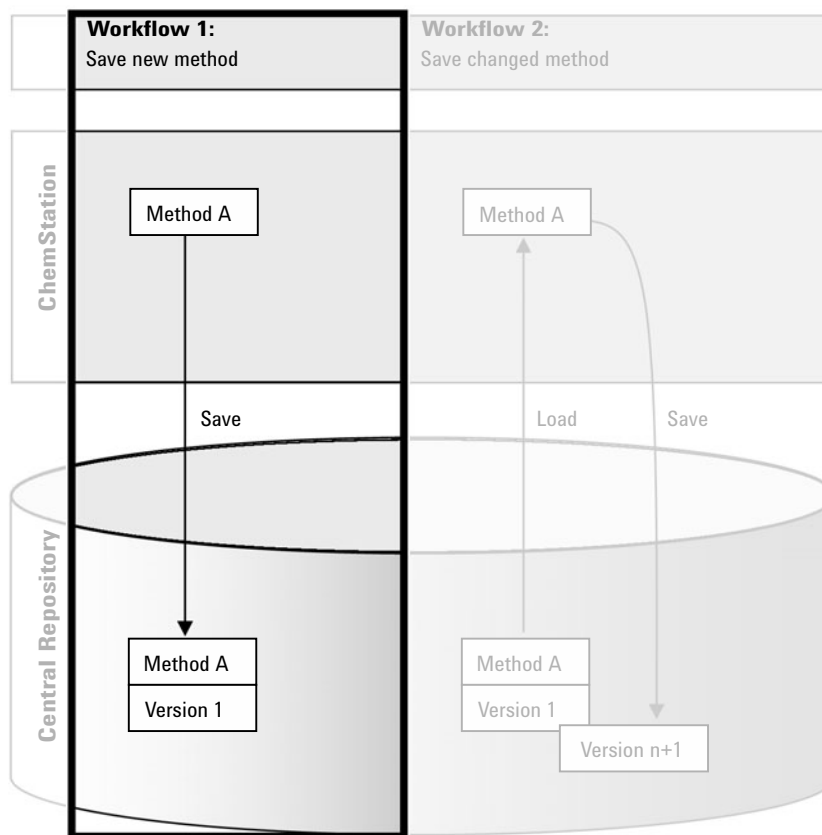 Workflow 1:
Save new method
Workflow 2:
Save changed method
ChemStation
Method A
Method A
Save
Load
Save
Central Repository
Method A
Version 1
Method A
Version 1
Version n+1